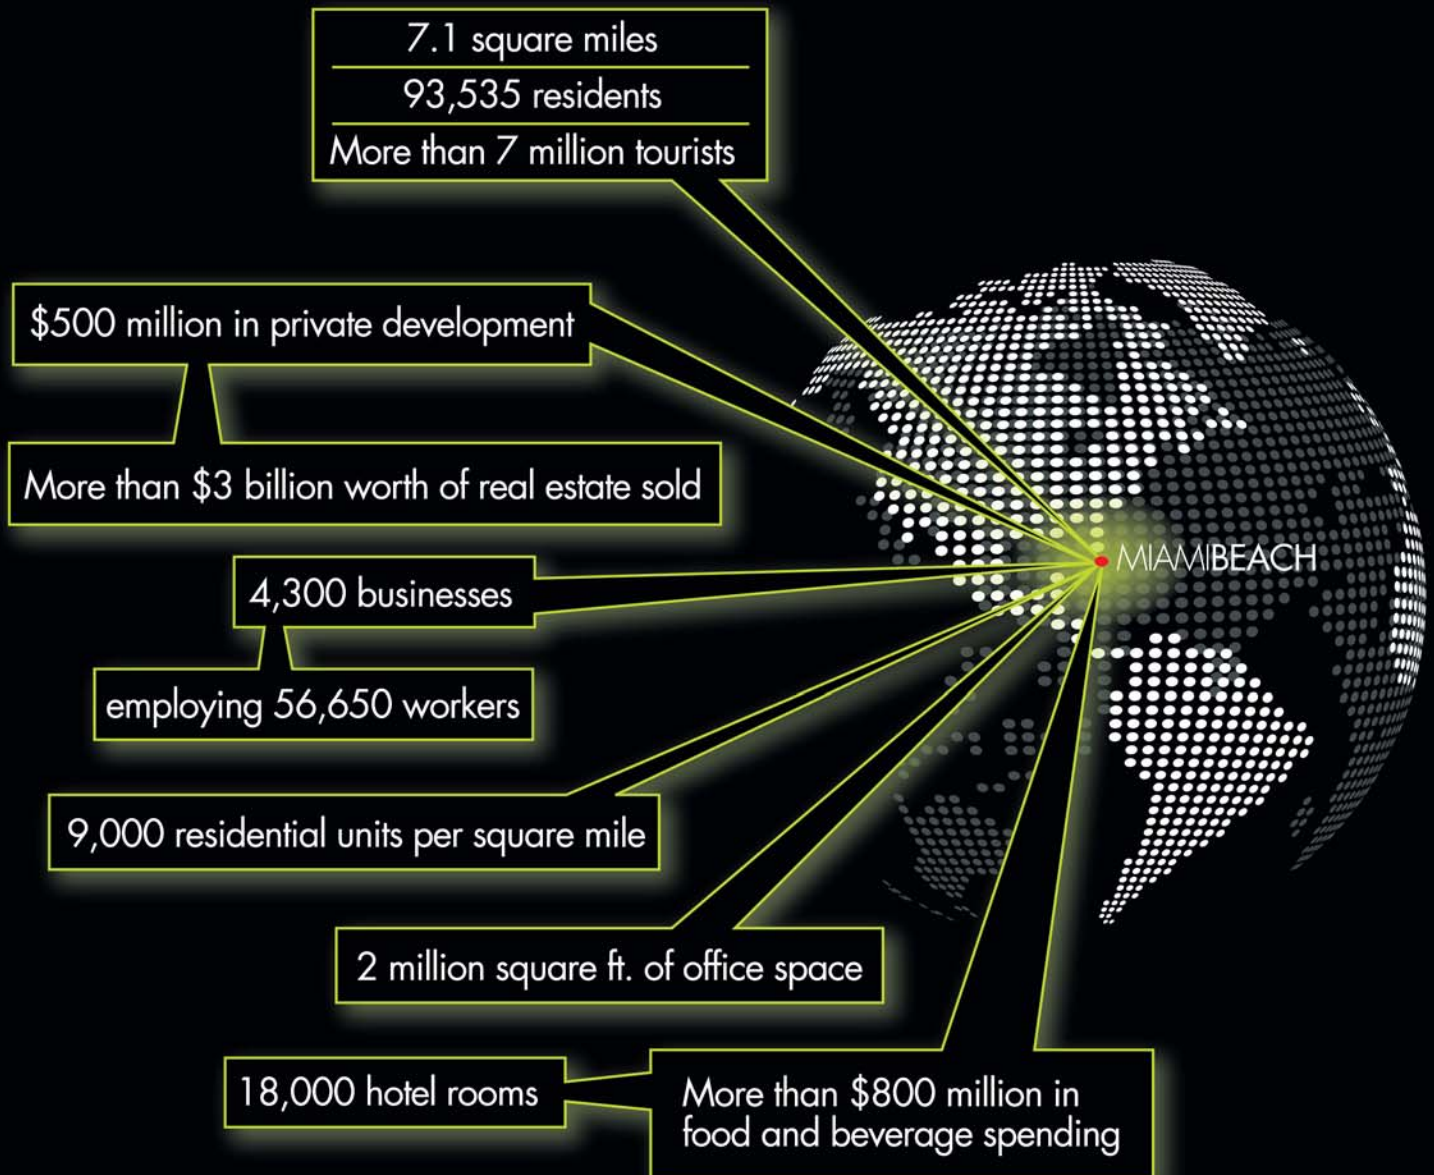 7.1 square miles
93,535 residents
More than 7 million tourists
$500 million in private development
More than $3 billion worth of real estate sold
MIAMIBEACH
4,300 businesses
employing 56,650 workers
9,000 residential units per square mile
2 million square ft. of office space
18,000 hotel rooms
More than $800 million in
food and beverage spending